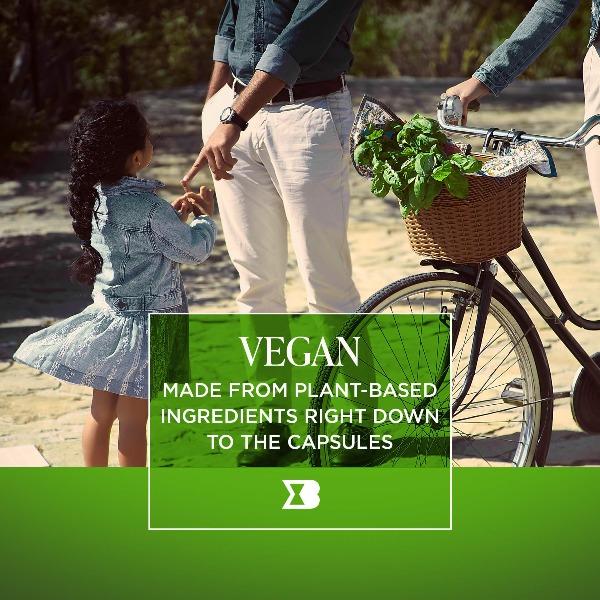 VEGAN
MADE FROM PLANT-BASED
INGREDIENTS RIGHT DOWN
TO THE CAPSULES